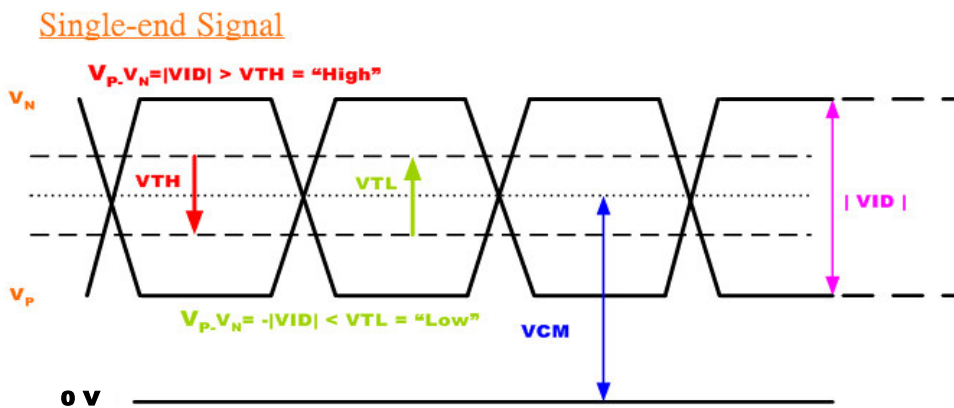 Single-end Signal
VP-VN=|VID| > VTH = “High”
VN
VTH
VTL
| VID |
VP
VP-VN= -|VID| < VTL = “Low”
VCM
0 V